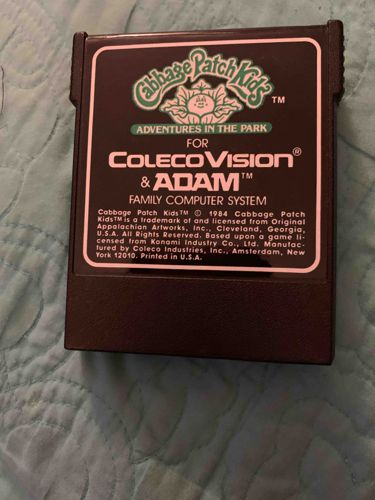 Cabbage Patch Kids™
ADVENTURES IN THE PARK
FOR
COLECOVISION®
& ADAM™
FAMILY COMPUTER SYSTEM
Cabbage Patch Kids™ © 1984 Cabbage Patch
Kids™ is a trademark of and licensed from Original
Appalachian Artworks, Inc., Cleveland, Georgia,
U.S.A. All Rights Reserved. Based upon a game li-
censed from Konami Industry Co., Ltd. Manufac-
tured by Coleco Industries, Inc., Amsterdam, New
York 12010. Printed in U.S.A.